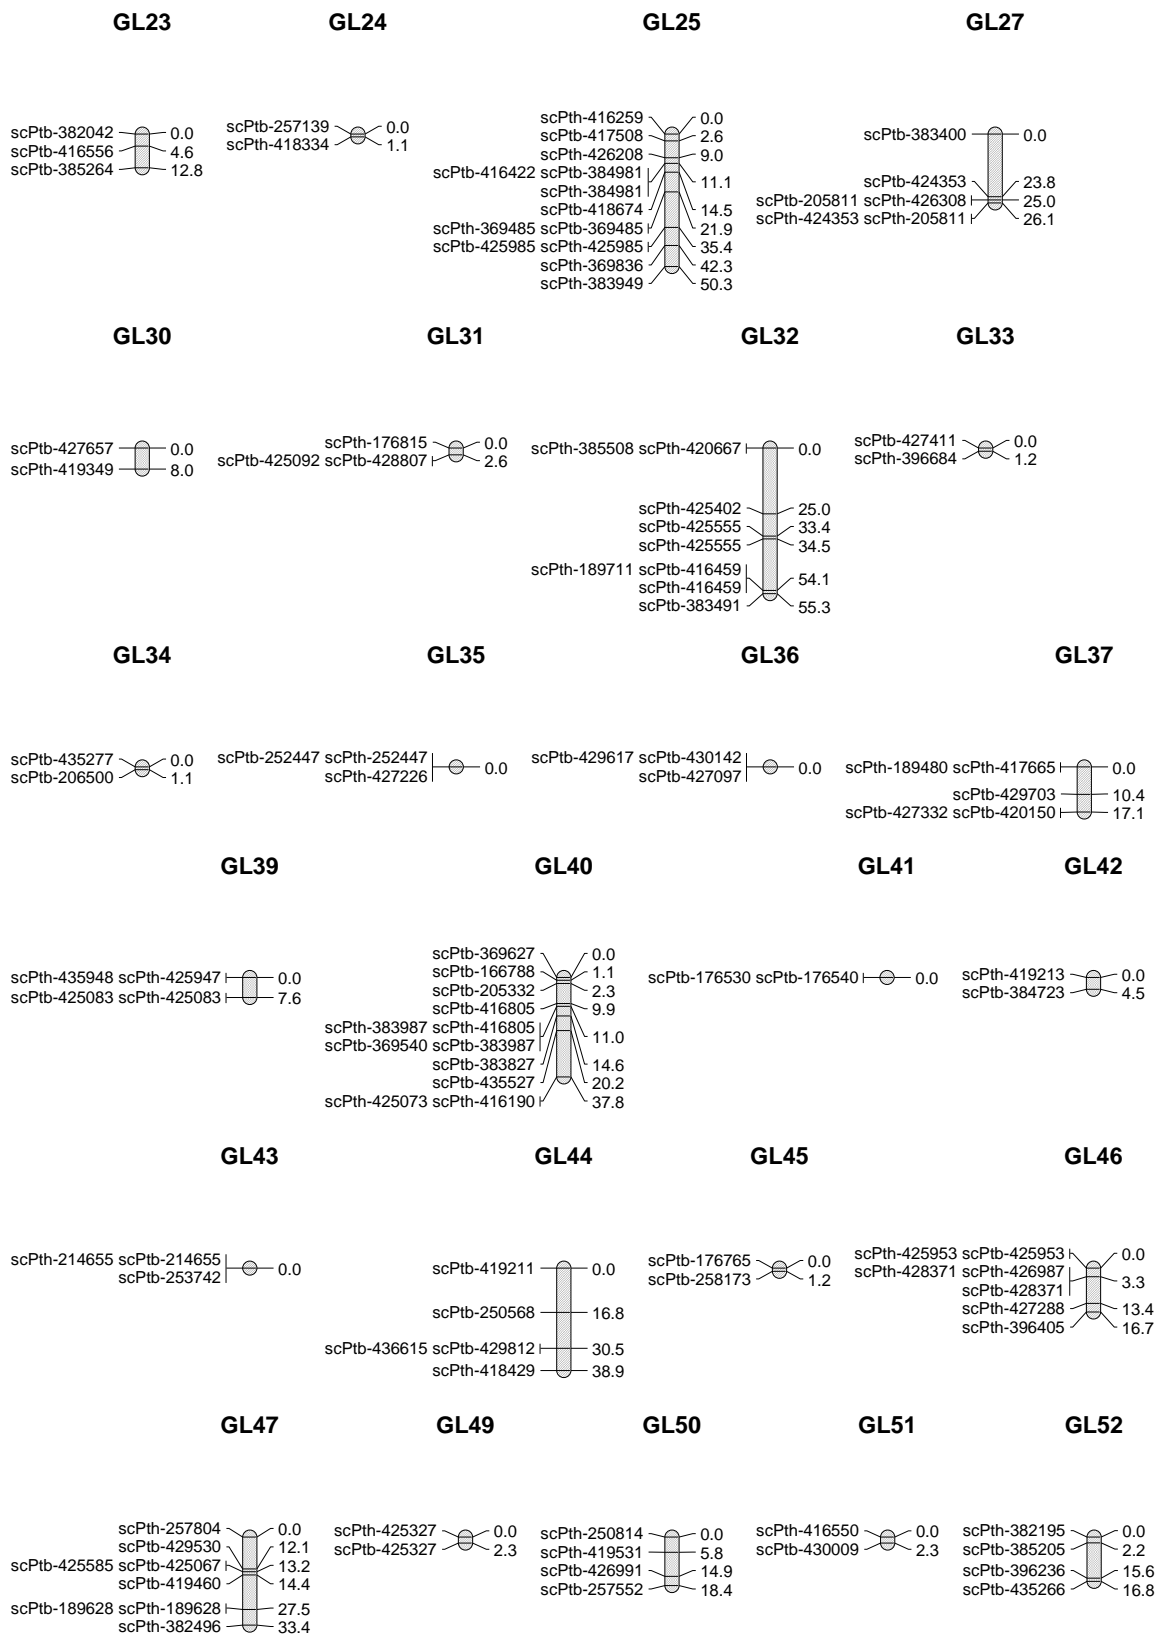 GL23 GL24 GL25 GL27
scPtb-382042 0.0
scPtb-416556 4.6
scPtb-385264 12.8
scPtb-257139 0.0
scPth-418334 1.1
scPth-416259 0.0
scPtb-417508 2.6
scPth-426208 9.0
scPtb-416422 scPtb-384981 11.1
scPth-384981
scPtb-418674 14.5
scPth-369485 scPtb-369485 21.9
scPtb-425985 scPth-425985 35.4
scPth-369836 42.3
scPth-383949 50.3
scPtb-383400 0.0
scPtb-424353 23.8
scPtb-205811 scPth-426308 25.0
scPth-424353 scPth-205811 26.1
GL30 GL31 GL32 GL33
scPtb-427657 0.0
scPth-419349 8.0
scPth-176815 0.0
scPtb-425092 scPtb-428807 2.6
scPth-385508 scPth-420667 0.0
scPth-425402 25.0
scPtb-425555 33.4
scPth-425555 34.5
scPth-189711 scPtb-416459 54.1
scPth-416459
scPtb-383491 55.3
scPtb-427411 0.0
scPth-396684 1.2
GL34 GL35 GL36 GL37
scPtb-435277 0.0
scPtb-206500 1.1
scPtb-252447 scPth-252447 0.0
scPth-427226
scPtb-429617 scPtb-430142 0.0
scPtb-427097
scPth-189480 scPth-417665 0.0
scPtb-429703 10.4
scPtb-427332 scPtb-420150 17.1
GL39 GL40 GL41 GL42
scPth-435948 scPth-425947 0.0
scPtb-425083 scPth-425083 7.6
scPtb-369627 0.0
scPtb-166788 1.1
scPtb-205332 2.3
scPtb-416805 9.9
scPth-383987 scPth-416805 11.0
scPtb-369540 scPtb-383987
scPtb-383827 14.6
scPtb-435527 20.2
scPth-425073 scPth-416190 37.8
scPtb-176530 scPtb-176540 0.0
scPth-419213 0.0
scPtb-384723 4.5
GL43 GL44 GL45 GL46
scPth-214655 scPtb-214655 0.0
scPtb-253742
scPtb-419211 0.0
scPtb-250568 16.8
scPtb-436615 scPtb-429812 30.5
scPth-418429 38.9
scPtb-176765 0.0
scPtb-258173 1.2
scPth-425953 scPtb-425953 0.0
scPth-428371 scPth-426987 3.3
scPtb-428371
scPth-427288 13.4
scPth-396405 16.7
GL47 GL49 GL50 GL51 GL52
scPth-257804 0.0
scPtb-429530 12.1
scPtb-425585 scPtb-425067 13.2
scPtb-419460 14.4
scPtb-189628 scPth-189628 27.5
scPth-382496 33.4
scPth-425327 0.0
scPtb-425327 2.3
scPth-250814 0.0
scPth-419531 5.8
scPtb-426991 14.9
scPtb-257552 18.4
scPth-416550 0.0
scPtb-430009 2.3
scPth-382195 0.0
scPtb-385205 2.2
scPtb-396236 15.6
scPtb-435266 16.8